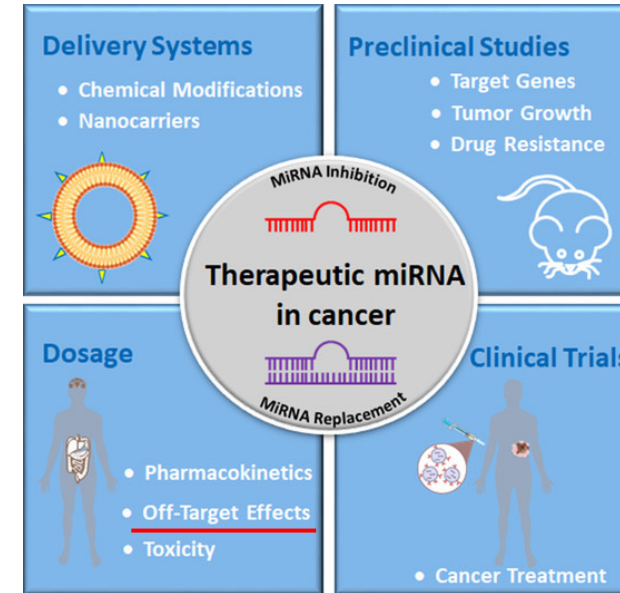 Delivery Systems
• Chemical Modifications
• Nanocarriers
Preclinical Studies
• Target Genes
• Tumor Growth
• Drug Resistance
MiRNA Inhibition
Therapeutic miRNA
in cancer
MiRNA Replacement
Dosage
• Pharmacokinetics
• Off-Target Effects
• Toxicity
Clinical Trials
• Cancer Treatment